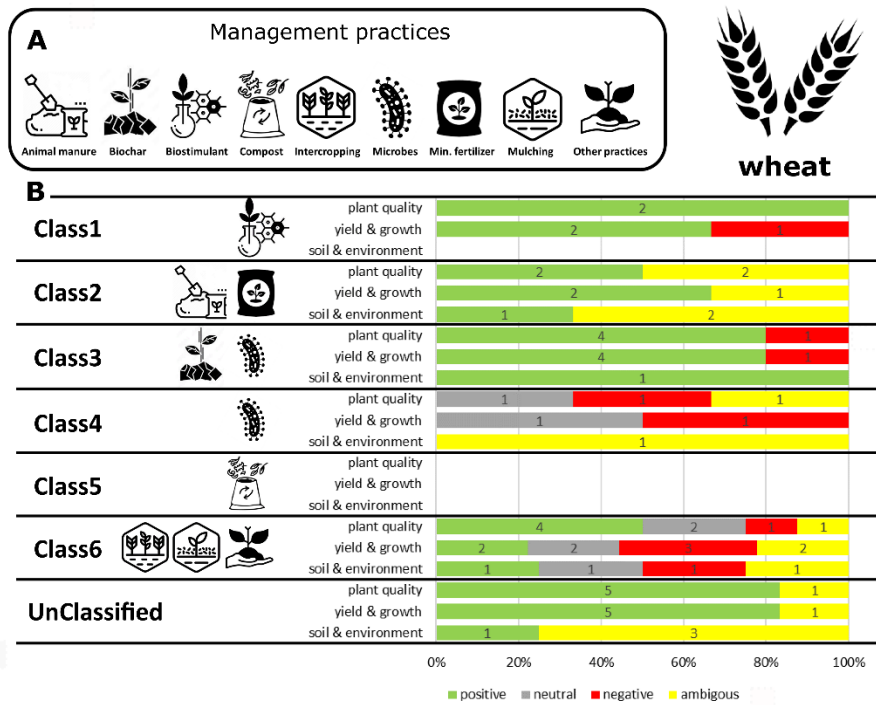 A
Management practices
Animal manure Biochar Biostimulant Compost Intercropping Microbes Min. fertilizer Mulching Other practices
wheat
B
Class1
plant quality 2
yield & growth 2 1
soil & environment
Class2
plant quality 2 2
yield & growth 2 1
soil & environment 1 2
Class3
plant quality 4 1
yield & growth 4 1
soil & environment 1
Class4
plant quality 1 1 1
yield & growth 1 1
soil & environment 1
Class5
plant quality
yield & growth
soil & environment
Class6
plant quality 4 2 1 1
yield & growth 2 2 3 2
soil & environment 1 1 1 1
UnClassified
plant quality 5 1
yield & growth 5 1
soil & environment 1 3
0% 20% 40% 60% 80% 100%
positive neutral negative ambigous